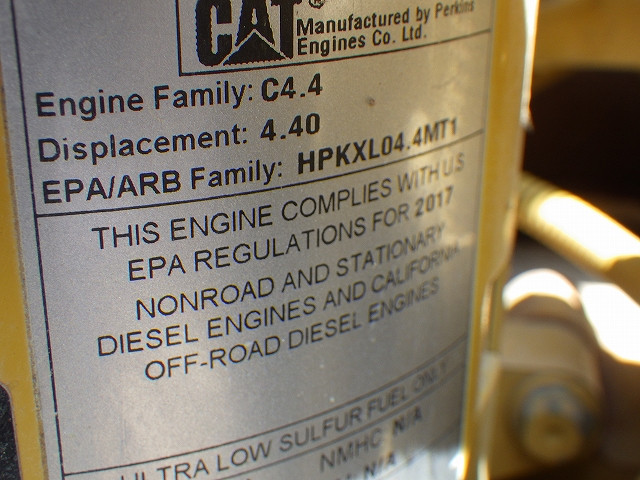 CAT® Manufactured by Perkins
Engines Co. Ltd.
Engine Family: C4.4
Displacement: 4.40
EPA/ARB Family: HPKXL04.4MT1
THIS ENGINE COMPLIES WITH U.S
EPA REGULATIONS FOR 2017
NONROAD AND STATIONARY
DIESEL ENGINES AND CALIFORNIA
OFF-ROAD DIESEL ENGINES
ULTRA LOW SULFUR FUEL ONLY
NMHC N/A
N/A